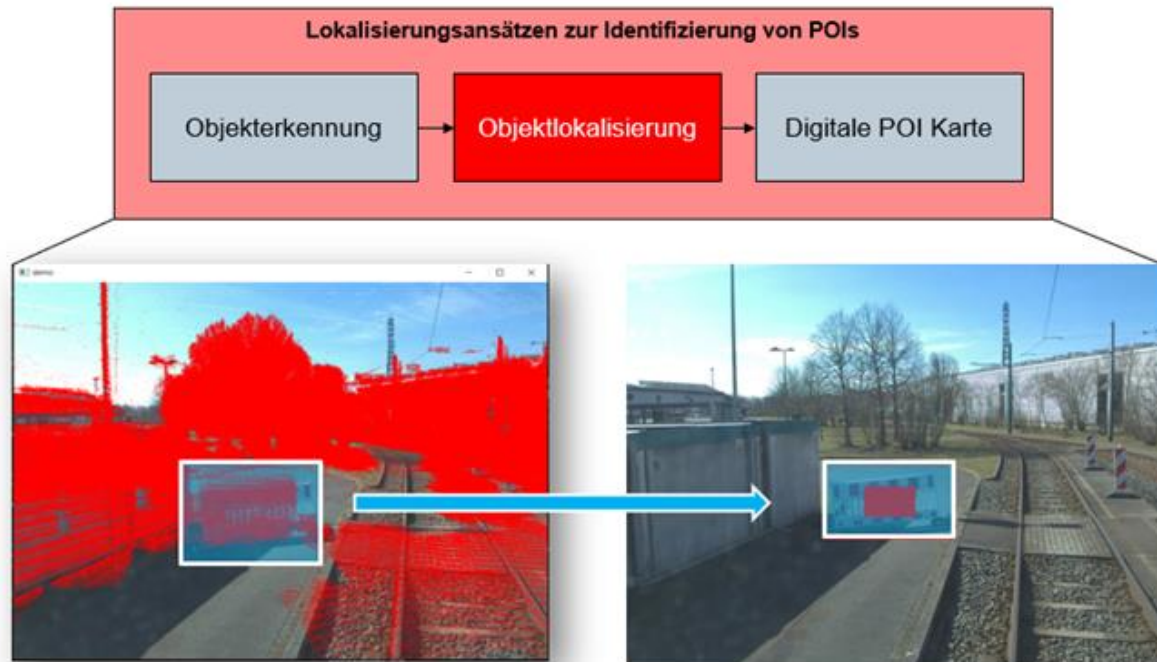 Lokalisierungsansätzen zur Identifizierung von POIs
Objekterkennung
Objektlokalisierung
Digitale POI Karte
demo